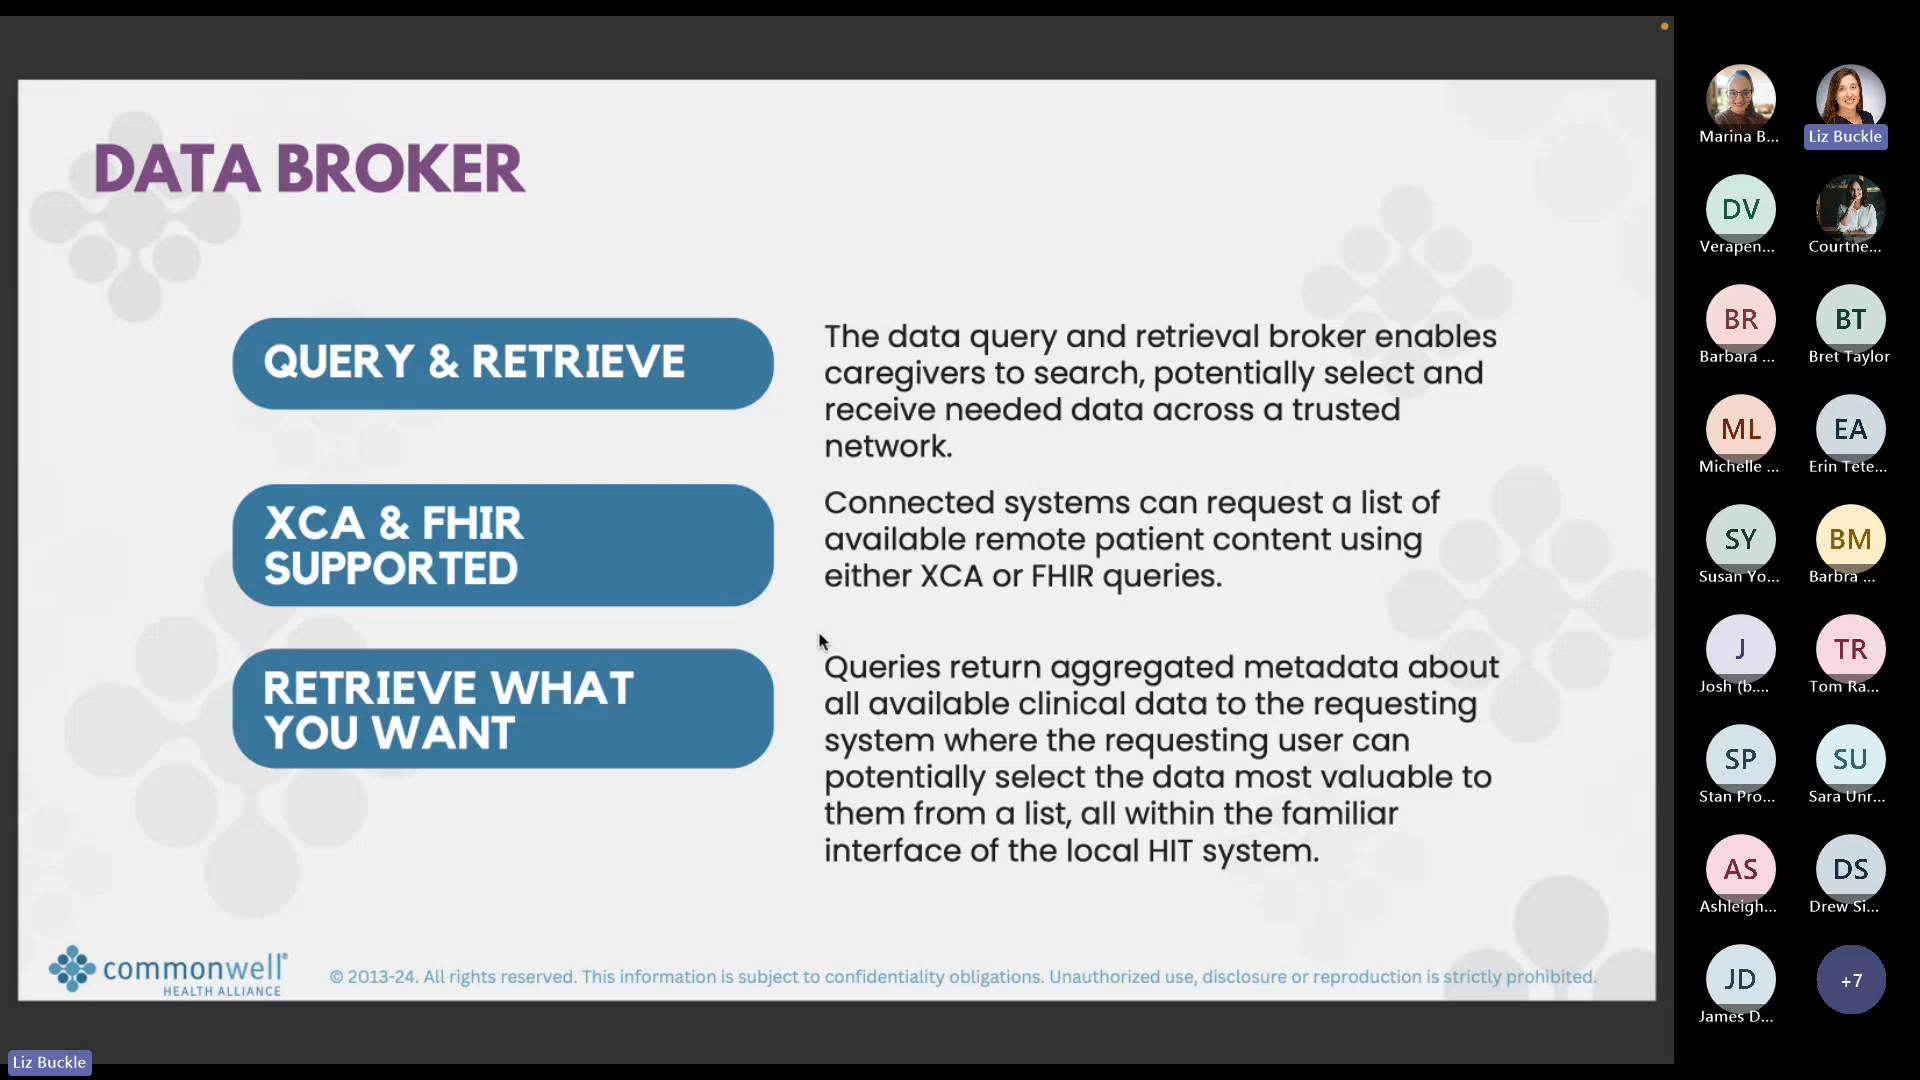 DATA BROKER
QUERY & RETRIEVE
The data query and retrieval broker enables
caregivers to search, potentially select and
receive needed data across a trusted
network.
XCA & FHIR
SUPPORTED
Connected systems can request a list of
available remote patient content using
either XCA or FHIR queries.
RETRIEVE WHAT
YOU WANT
Queries return aggregated metadata about
all available clinical data to the requesting
system where the requesting user can
potentially select the data most valuable to
them from a list, all within the familiar
interface of the local HIT system.
commonwell®
HEALTH ALLIANCE
© 2013-24. All rights reserved. This information is subject to confidentiality obligations. Unauthorized use, disclosure or reproduction is strictly prohibited.
Liz Buckle
Marina B...
Liz Buckle
DV
Verapen...
Courtne...
BR
Barbara ...
BT
Bret Taylor
ML
Michelle ...
EA
Erin Tete...
SY
Susan Yo...
BM
Barbra ...
J
Josh (b....
TR
Tom Ra...
SP
Stan Pro...
SU
Sara Unr...
AS
Ashleigh...
DS
Drew Si...
JD
James D...
+7